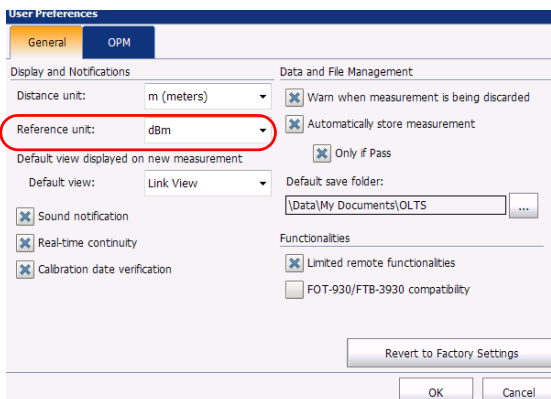 User Preferences
General
OPM
Display and Notifications
Distance unit:
m (meters)
Reference unit:
dBm
Default view displayed on new measurement
Default view:
Link View
Sound notification
Real-time continuity
Calibration date verification
Data and File Management
Warn when measurement is being discarded
Automatically store measurement
Only if Pass
Default save folder:
\Data\My Documents\OLTS
...
Functionalities
Limited remote functionalities
FOT-930/FTB-3930 compatibility
Revert to Factory Settings
OK
Cancel